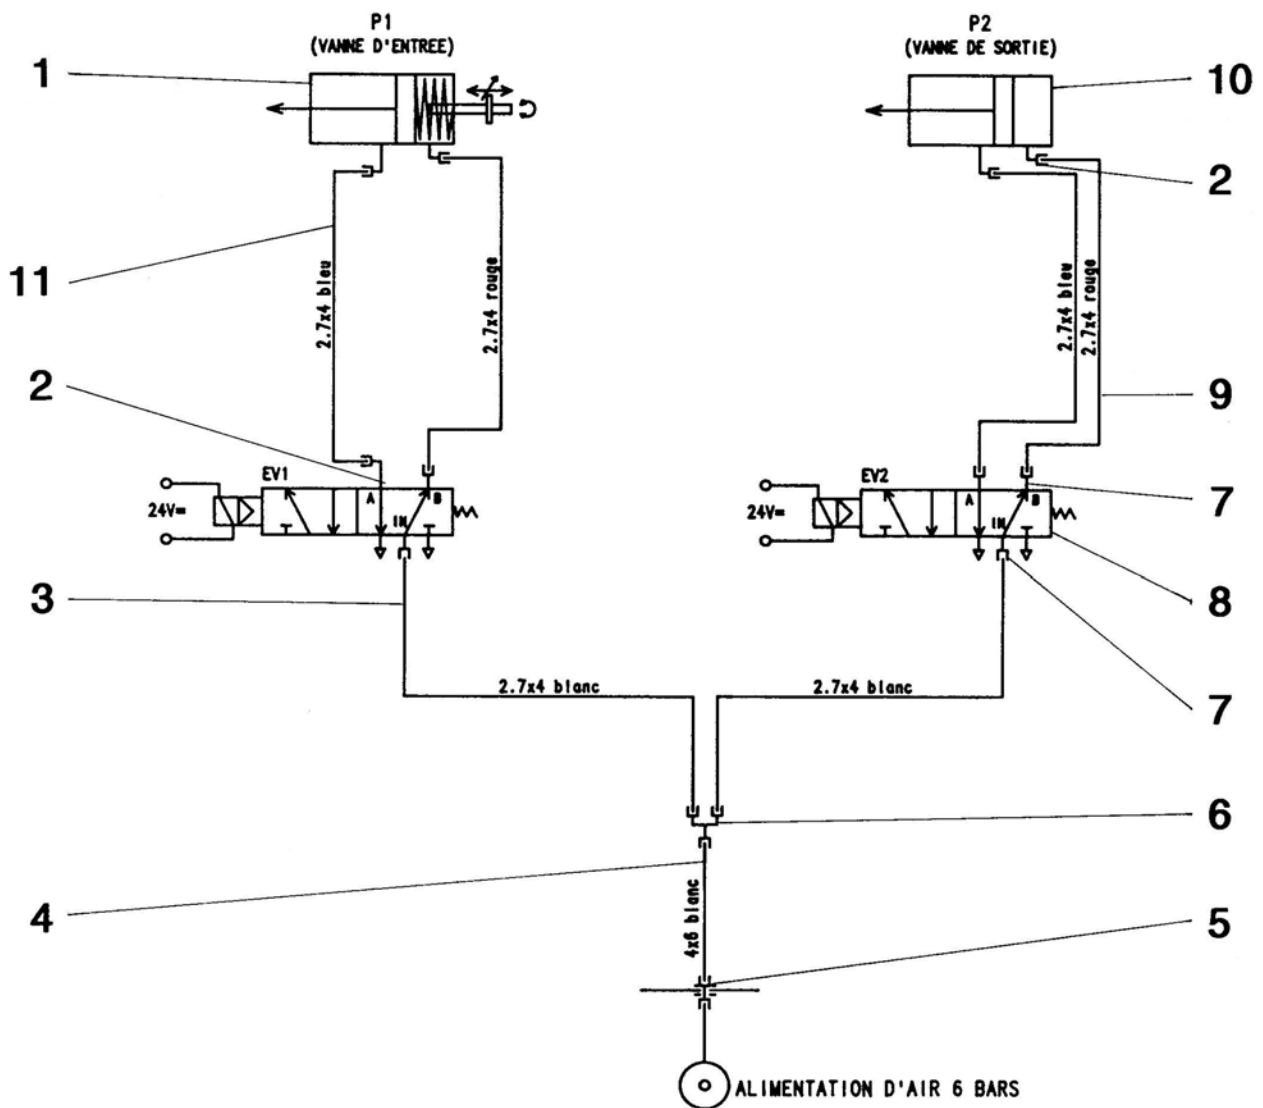 P1
(VANNE D'ENTREE)
P2
(VANNE DE SORTIE)
1
10
2
11
2.7x4 bleu
2.7x4 rouge
2.7x4 bleu
2.7x4 rouge
2
9
EV1
A
B
IN
24V=
EV2
A
B
IN
24V=
7
3
8
2.7x4 blanc
2.7x4 blanc
7
6
4
4x6 blanc
5
ALIMENTATION D'AIR 6 BARS